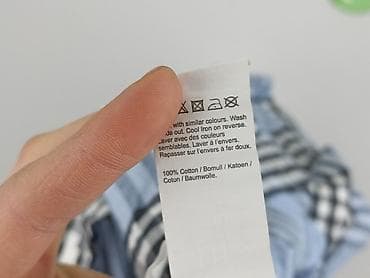 with similar colours. Wash
de out. Cool Iron on reverse.
Laver avec des couleurs
semblables. Laver à l'envers.
Repasser sur l'envers à fer doux.
100% Cotton / Bomull / Katoen /
Coton / Baumwolle.